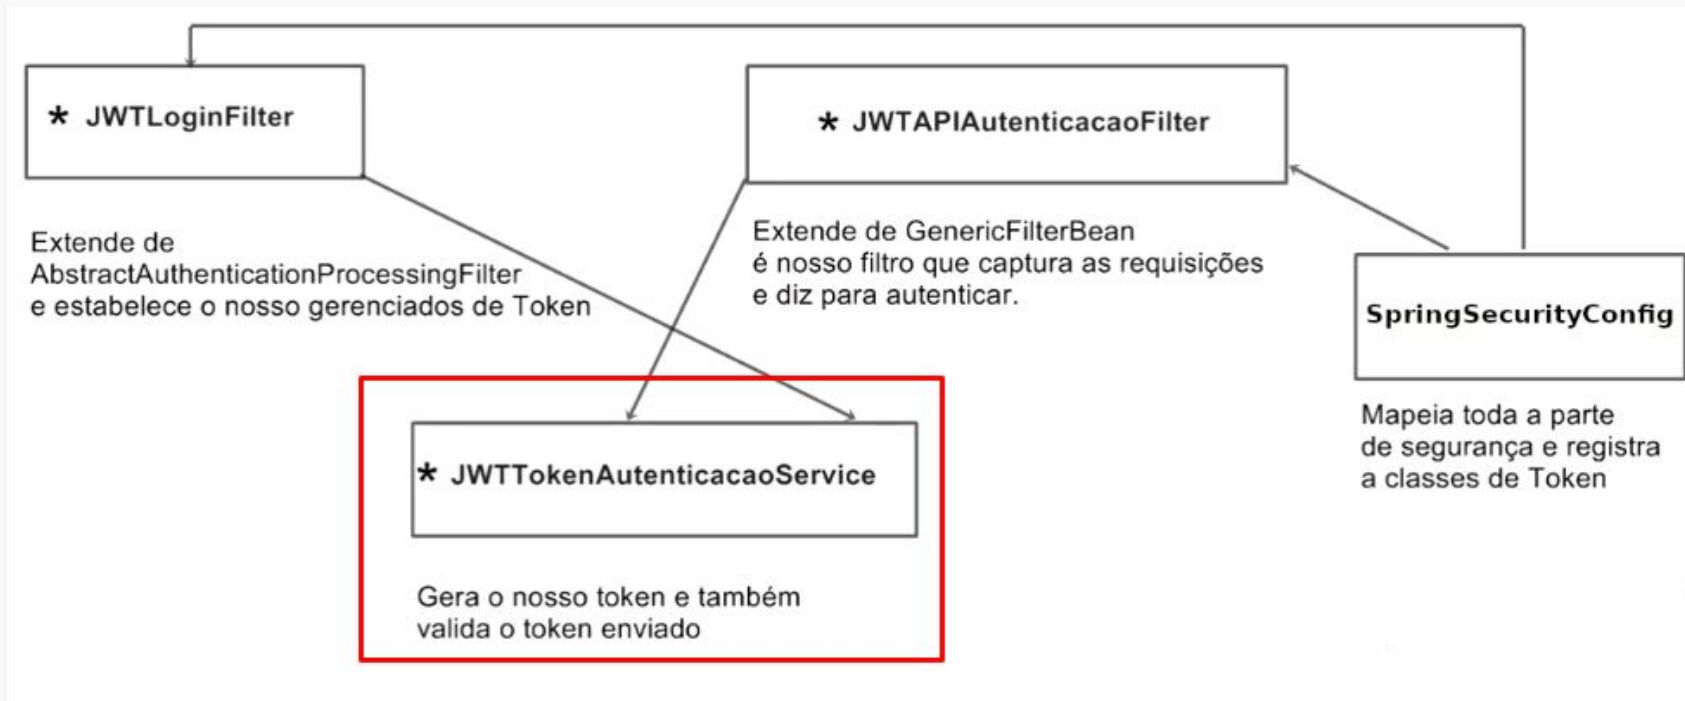 * JWTLoginFilter
Extende de
AbstractAuthenticationProcessingFilter
e estabelece o nosso gerenciados de Token
* JWTAPIAutenticacaoFilter
Extende de GenericFilterBean
é nosso filtro que captura as requisições
e diz para autenticar.
SpringSecurityConfig
Mapeia toda a parte
de segurança e registra
a classes de Token
* JWTTokenAutenticacaoService
Gera o nosso token e também
valida o token enviado